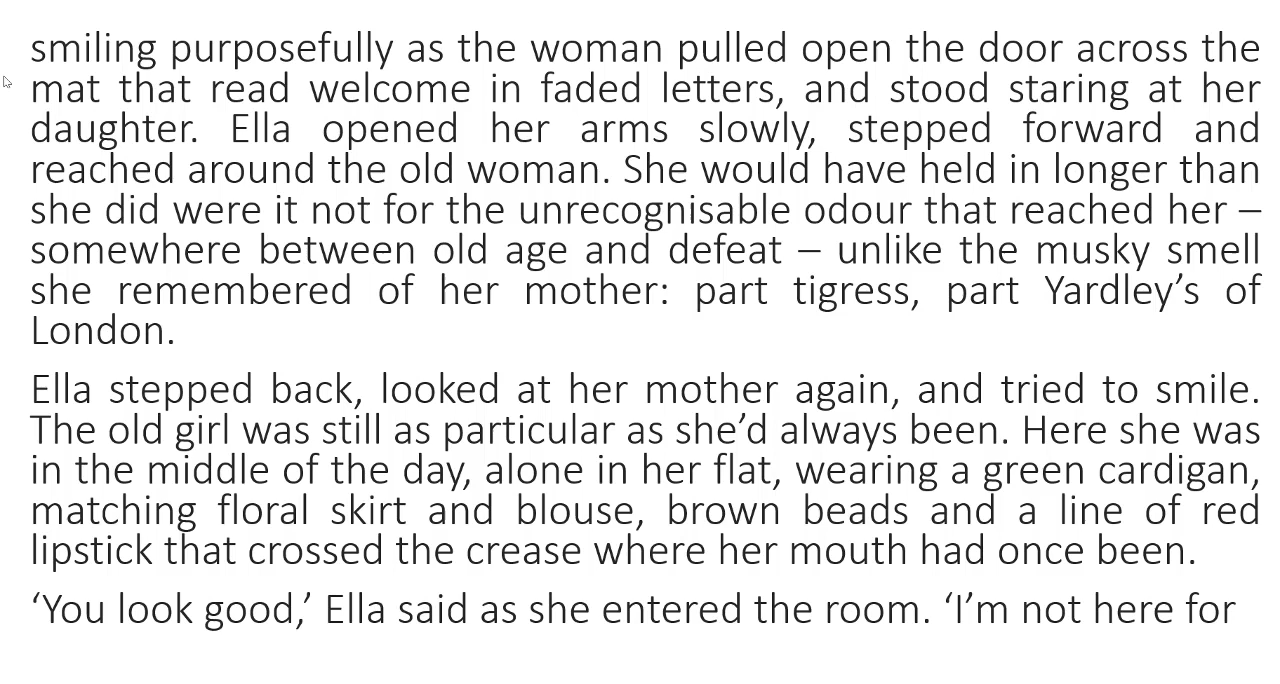 smiling purposefully as the woman pulled open the door across the
mat that read welcome in faded letters, and stood staring at her
daughter. Ella opened her arms slowly, stepped forward and
reached around the old woman. She would have held in longer than
she did were it not for the unrecognisable odour that reached her –
somewhere between old age and defeat – unlike the musky smell
she remembered of her mother: part tigress, part Yardley’s of
London.
Ella stepped back, looked at her mother again, and tried to smile.
The old girl was still as particular as she’d always been. Here she was
in the middle of the day, alone in her flat, wearing a green cardigan,
matching floral skirt and blouse, brown beads and a line of red
lipstick that crossed the crease where her mouth had once been.
‘You look good,’ Ella said as she entered the room. ‘I’m not here for